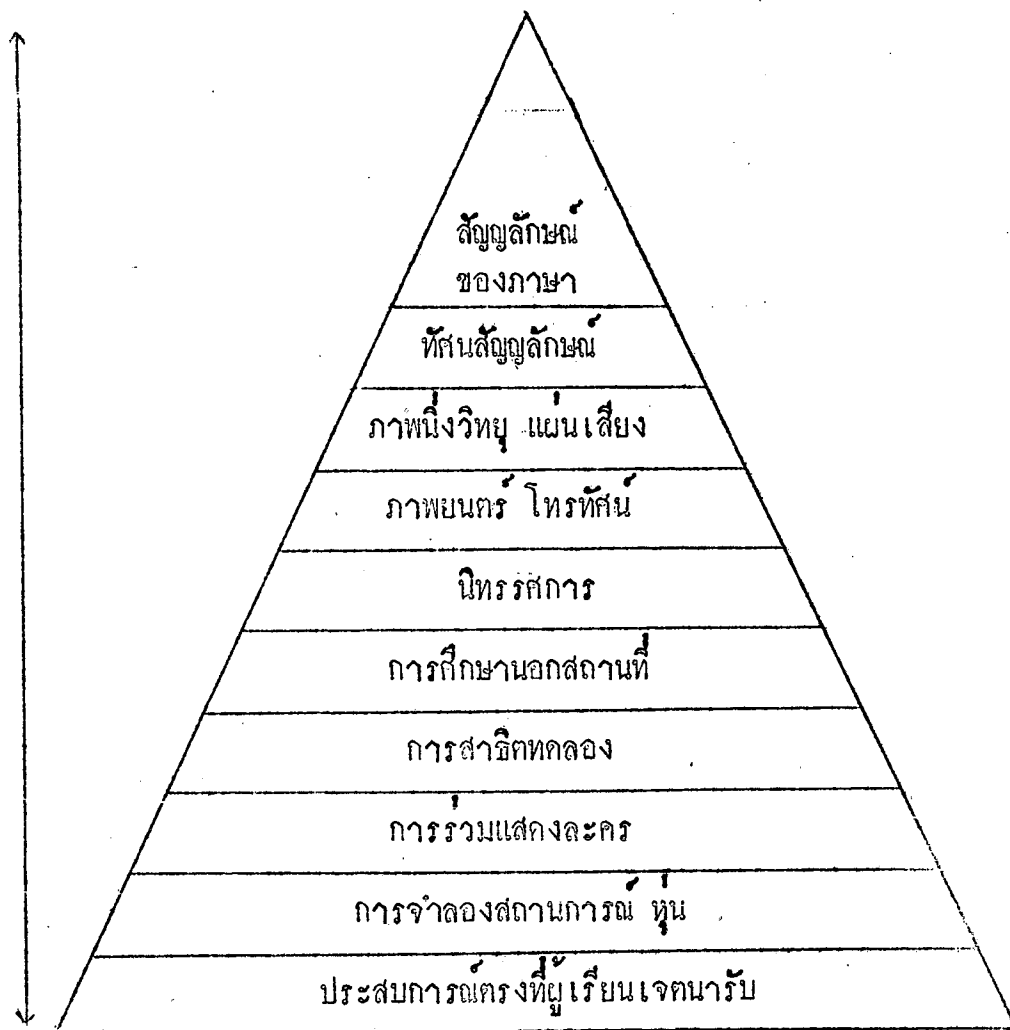 สัญญลักษณ์
ของภาษา
ทัศนสัญญลักษณ์
ภาพนิ่งวิทยุ แผ่นเสียง
ภาพยนตร์ โทรทัศน์
นิทรรศการ
การศึกษานอกสถานที่
การสาธิตทดลอง
การร่วมแสดงละคร
การจำลองสถานการณ์ หุ่น
ประสบการณ์ตรงที่ผู้เรียนเจตนารับ